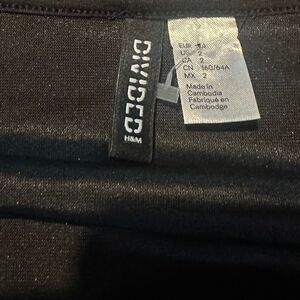 DIVIDED
H&M
EUR 34
US 2
CA 2
CN 160/64A
MX 2
Made in
Cambodia
Fabriqué en
Cambodge